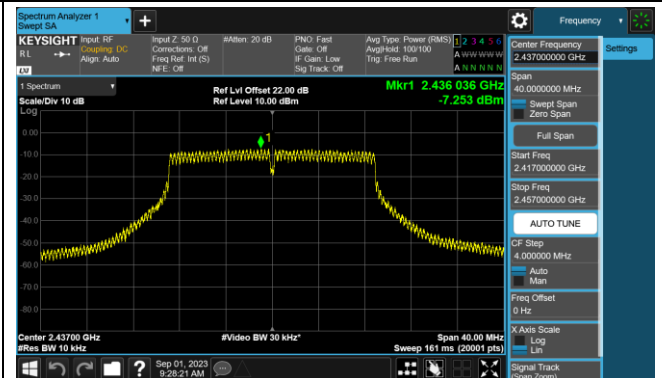 Spectrum Analyzer 1
Swept SA
+
Frequency
KEYSIGHT
RL
LXI
Input: RF
Coupling: DC
Align: Auto
Input Z: 50 Ω
Corrections: Off
Freq Ref: Int (S)
NFE: Off
#Atten: 20 dB
PNO: Fast
Gate: Off
IF Gain: Low
Sig Track: Off
Avg Type: Power (RMS)
Avg|Hold: 100/100
Trig: Free Run
1 2 3 4 5 6
A W W W W W
A N N N N N
1 Spectrum
Scale/Div 10 dB
Log
Ref Lvl Offset 22.00 dB
Ref Level 10.00 dBm
Mkr1 2.436 036 GHz
-7.253 dBm
1
0.00
-10.0
-20.0
-30.0
-40.0
-50.0
-60.0
-70.0
-80.0
Center 2.43700 GHz
#Res BW 10 kHz
#Video BW 30 kHz*
Span 40.00 MHz
Sweep 161 ms (20001 pts)
Sep 01, 2023
9:28:21 AM
?
Center Frequency
2.437000000 GHz
Settings
Span
40.0000000 MHz
Swept Span
Zero Span
Full Span
Start Freq
2.417000000 GHz
Stop Freq
2.457000000 GHz
AUTO TUNE
CF Step
4.000000 MHz
Auto
Man
Freq Offset
0 Hz
X Axis Scale
Log
Lin
Signal Track
(Span Zoom)